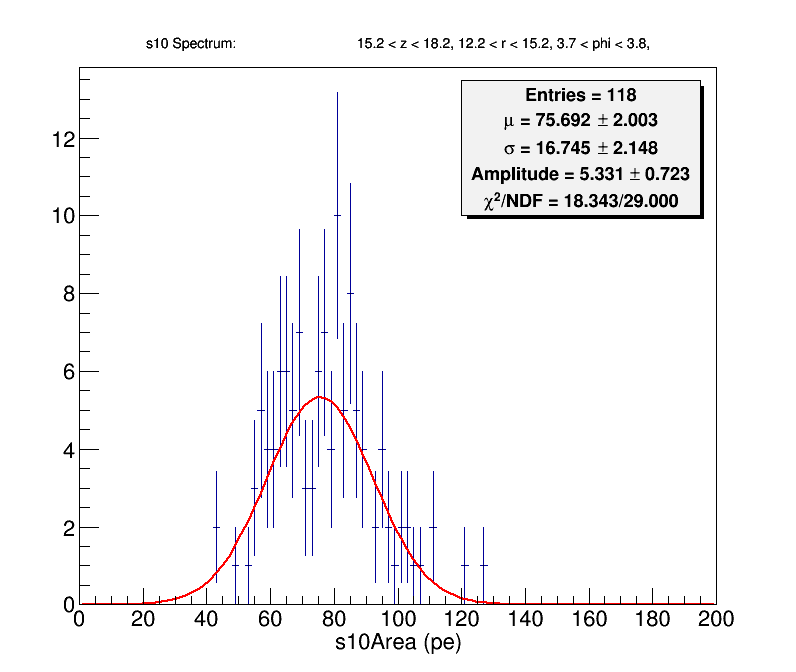 s10 Spectrum: 15.2 < z < 18.2, 12.2 < r < 15.2, 3.7 < phi < 3.8,
Entries = 118
μ = 75.692 ± 2.003
σ = 16.745 ± 2.148
Amplitude = 5.331 ± 0.723
χ²/NDF = 18.343/29.000
12
10
8
6
4
2
0
0 20 40 60 80 100 120 140 160 180 200
s10Area (pe)